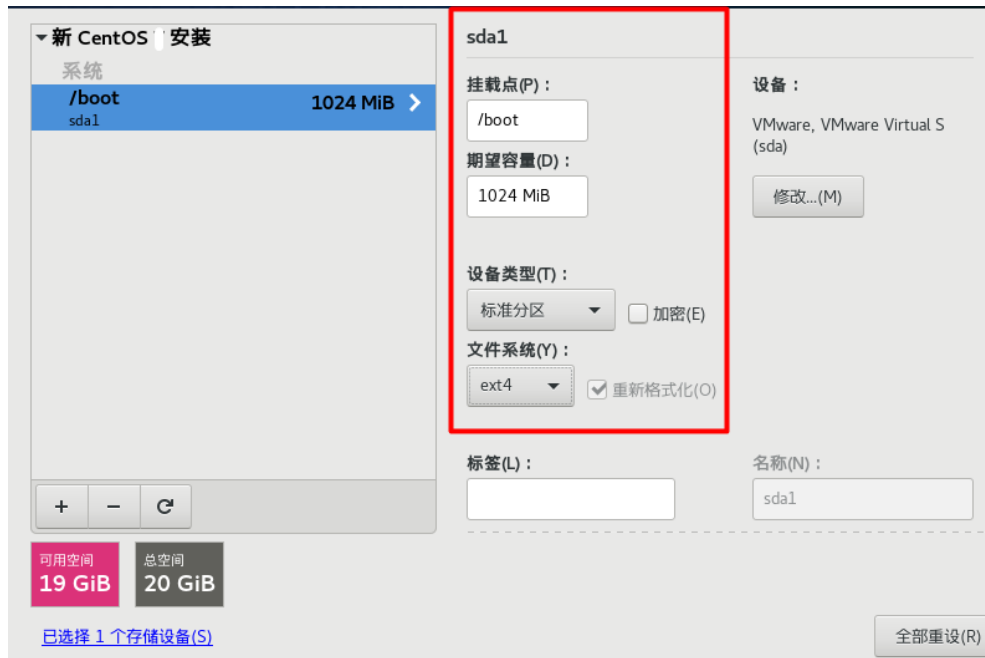 新 CentOS 安装
系统
/boot
1024 MiB
sda1
sda1
挂载点(P)：
/boot
期望容量(D)：
1024 MiB
设备类型(T)：
标准分区
加密(E)
文件系统(Y)：
ext4
重新格式化(O)
设备：
VMware, VMware Virtual S
(sda)
修改...(M)
标签(L)：
名称(N)：
sda1
+ −
可用空间
19 GiB
总空间
20 GiB
已选择 1 个存储设备(S)
全部重设(R)